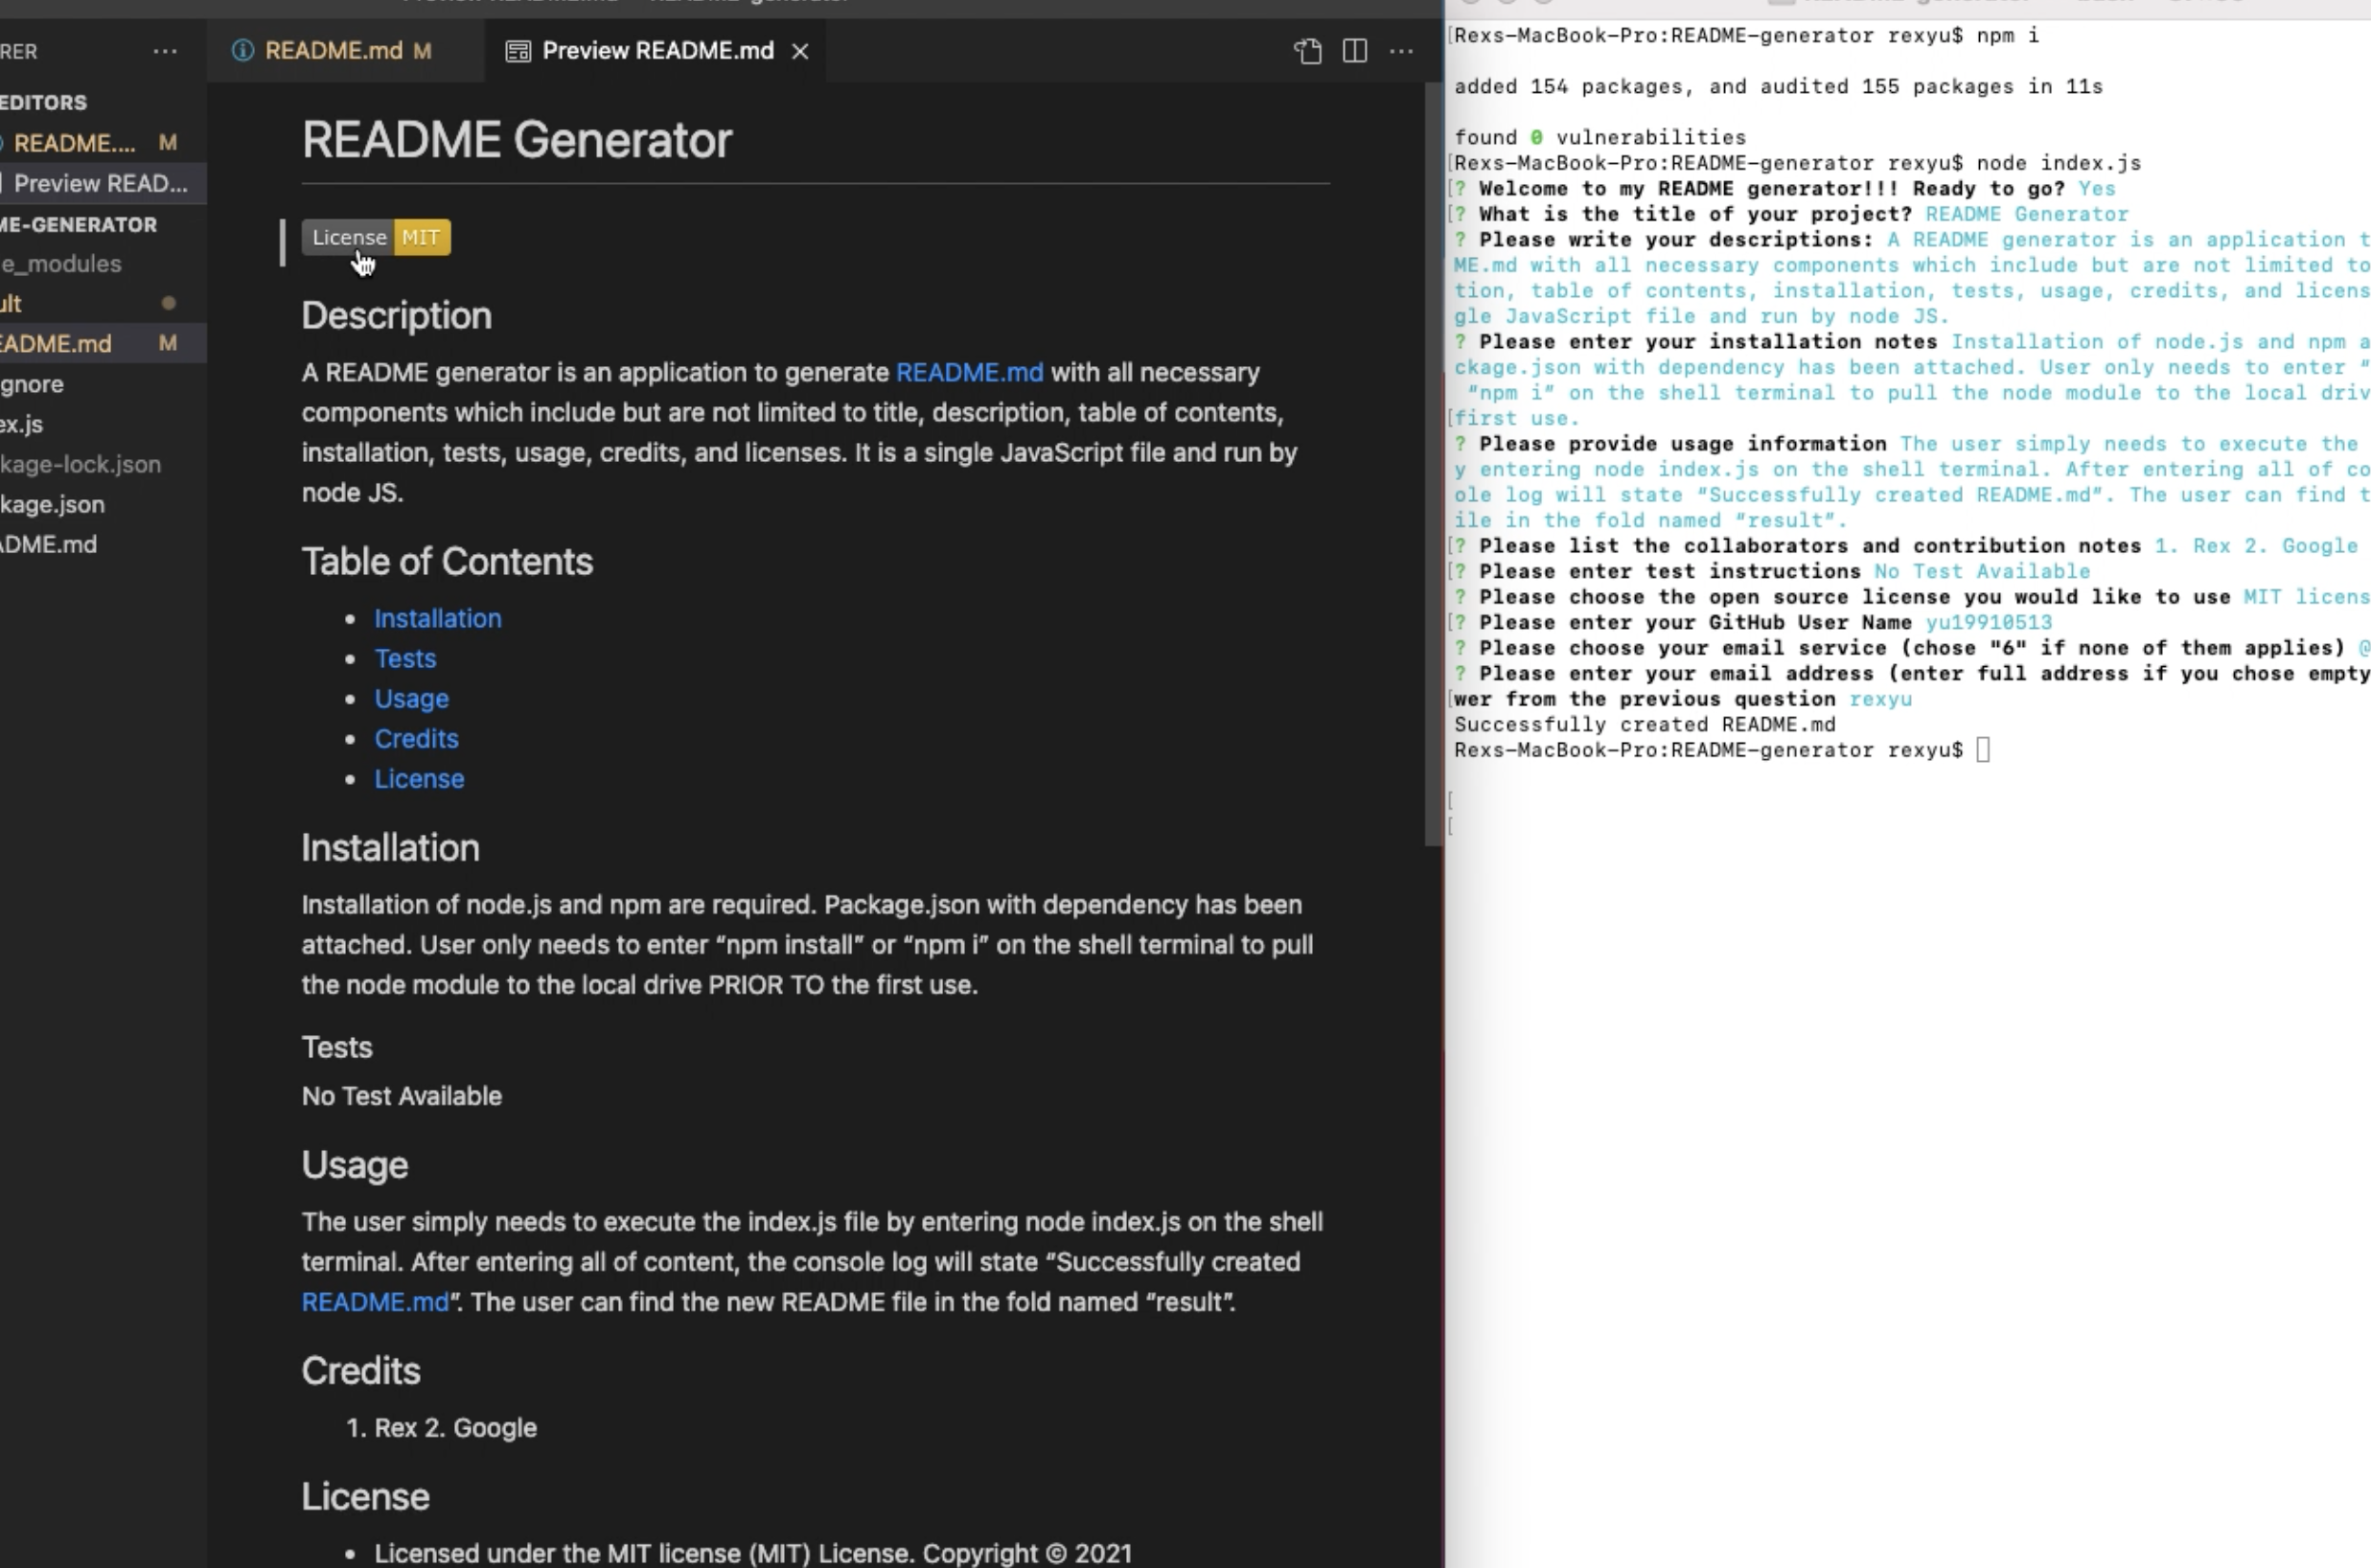 RER
README.md M
Preview README.md
EDITORS
README.... M
Preview READ...
ME-GENERATOR
e_modules
ult
EADME.md M
gnore
ex.js
kage-lock.json
kage.json
ADME.md
README Generator
License MIT
Description
A README generator is an application to generate README.md with all necessary
components which include but are not limited to title, description, table of contents,
installation, tests, usage, credits, and licenses. It is a single JavaScript file and run by
node JS.
Table of Contents
• Installation
• Tests
• Usage
• Credits
• License
Installation
Installation of node.js and npm are required. Package.json with dependency has been
attached. User only needs to enter “npm install” or “npm i” on the shell terminal to pull
the node module to the local drive PRIOR TO the first use.
Tests
No Test Available
Usage
The user simply needs to execute the index.js file by entering node index.js on the shell
terminal. After entering all of content, the console log will state “Successfully created
README.md”. The user can find the new README file in the fold named “result”.
Credits
1. Rex 2. Google
License
• Licensed under the MIT license (MIT) License. Copyright © 2021
[Rexs-MacBook-Pro:README-generator rexyu$ npm i
added 154 packages, and audited 155 packages in 11s
found 0 vulnerabilities
[Rexs-MacBook-Pro:README-generator rexyu$ node index.js
[? Welcome to my README generator!!! Ready to go? Yes
[? What is the title of your project? README Generator
? Please write your descriptions: A README generator is an application t
ME.md with all necessary components which include but are not limited to
tion, table of contents, installation, tests, usage, credits, and licens
gle JavaScript file and run by node JS.
? Please enter your installation notes Installation of node.js and npm a
ckage.json with dependency has been attached. User only needs to enter “
“npm i” on the shell terminal to pull the node module to the local driv
[first use.
? Please provide usage information The user simply needs to execute the
y entering node index.js on the shell terminal. After entering all of co
ole log will state “Successfully created README.md”. The user can find t
ile in the fold named “result”.
[? Please list the collaborators and contribution notes 1. Rex 2. Google
[? Please enter test instructions No Test Available
? Please choose the open source license you would like to use MIT licens
[? Please enter your GitHub User Name yu19910513
? Please choose your email service (chose "6" if none of them applies) @
? Please enter your email address (enter full address if you chose empty
[wer from the previous question rexyu
Successfully created README.md
Rexs-MacBook-Pro:README-generator rexyu$
[
[